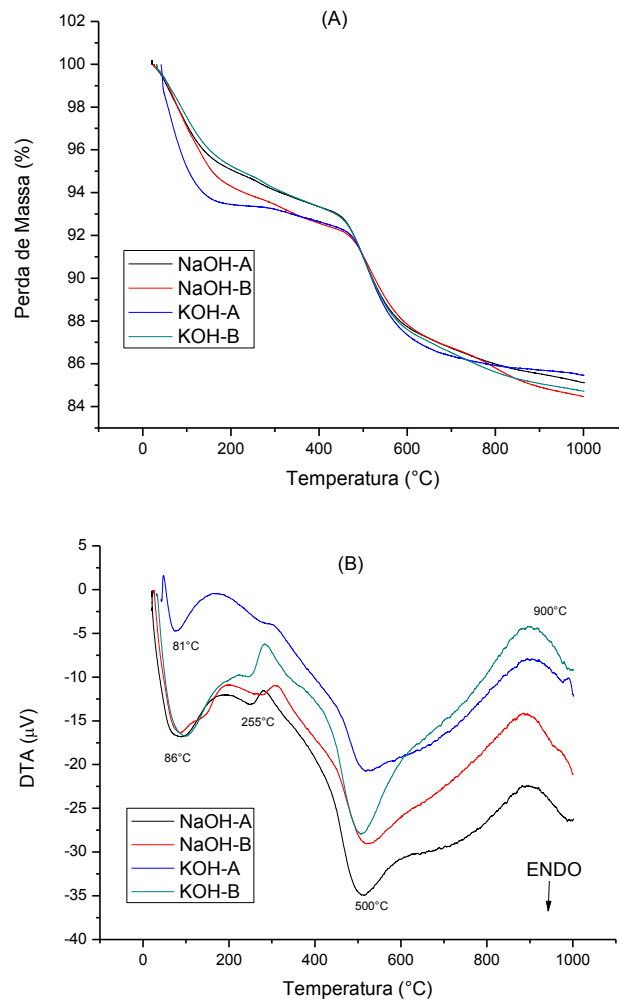 (A)
102
100
98
96
94
92
90
88
86
84
Perda de Massa (%)
NaOH-A
NaOH-B
KOH-A
KOH-B
0 200 400 600 800 1000
Temperatura (°C)
(B)
5
0
-5
-10
-15
-20
-25
-30
-35
-40
DTA (µV)
81°C
900°C
255°C
86°C
500°C
NaOH-A
NaOH-B
KOH-A
KOH-B
ENDO
0 200 400 600 800 1000
Temperatura (°C)